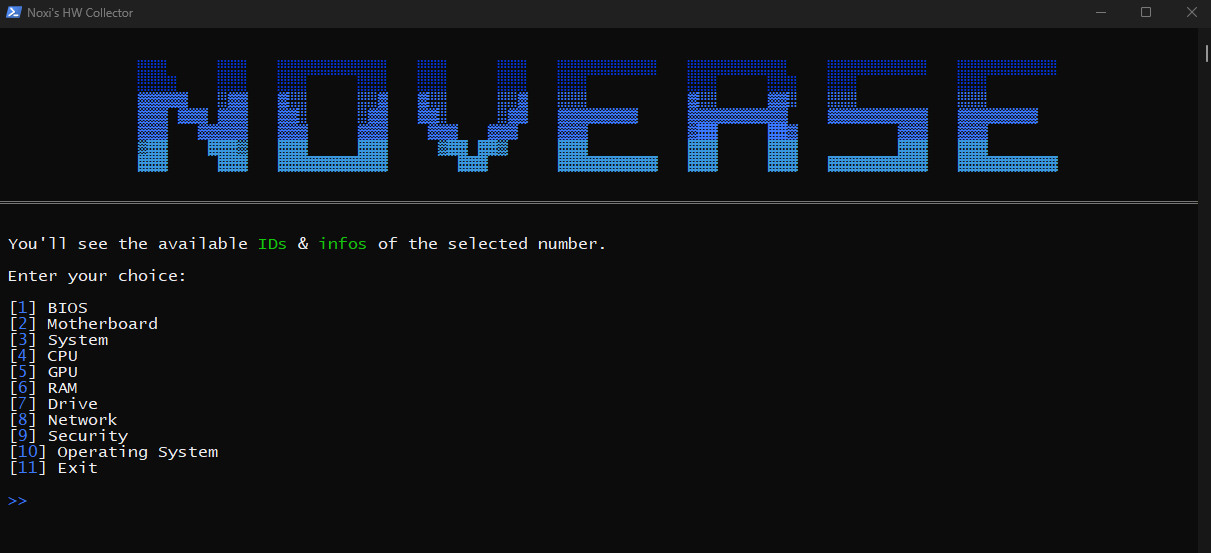 Noxi's HW Collector
NOVERSE
You'll see the available IDs & infos of the selected number.
Enter your choice:
[1] BIOS
[2] Motherboard
[3] System
[4] CPU
[5] GPU
[6] RAM
[7] Drive
[8] Network
[9] Security
[10] Operating System
[11] Exit
>>